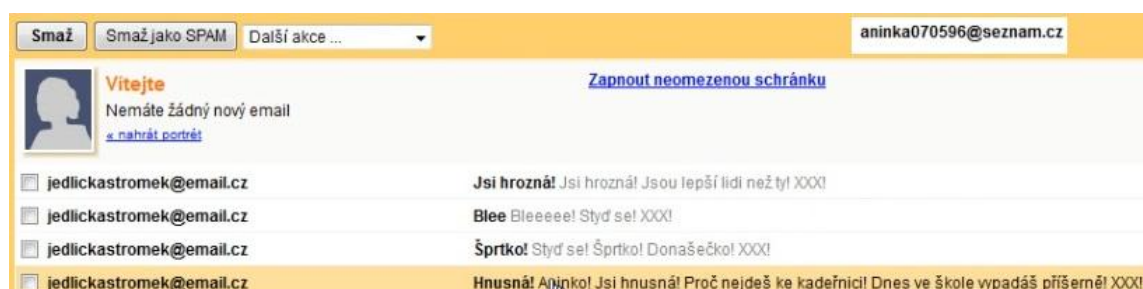 Smaž Smaž jako SPAM Další akce ... aninka070596@seznam.cz
Vítejte Zapnout neomezenou schránku
Nemáte žádný nový email
« nahrát portrét
jedlickastromek@email.cz Jsi hrozná! Jsi hrozná! Jsou lepší lidi než ty! XXX!
jedlickastromek@email.cz Blee Bleeeee! Styď se! XXX!
jedlickastromek@email.cz Šprtko! Styď se! Šprtko! Donašečko! XXX!
jedlickastromek@email.cz Hnusná! Aninko! Jsi hnusná! Proč nejdeš ke kadeřnici! Dnes ve škole vypadáš příšerně! XXX!